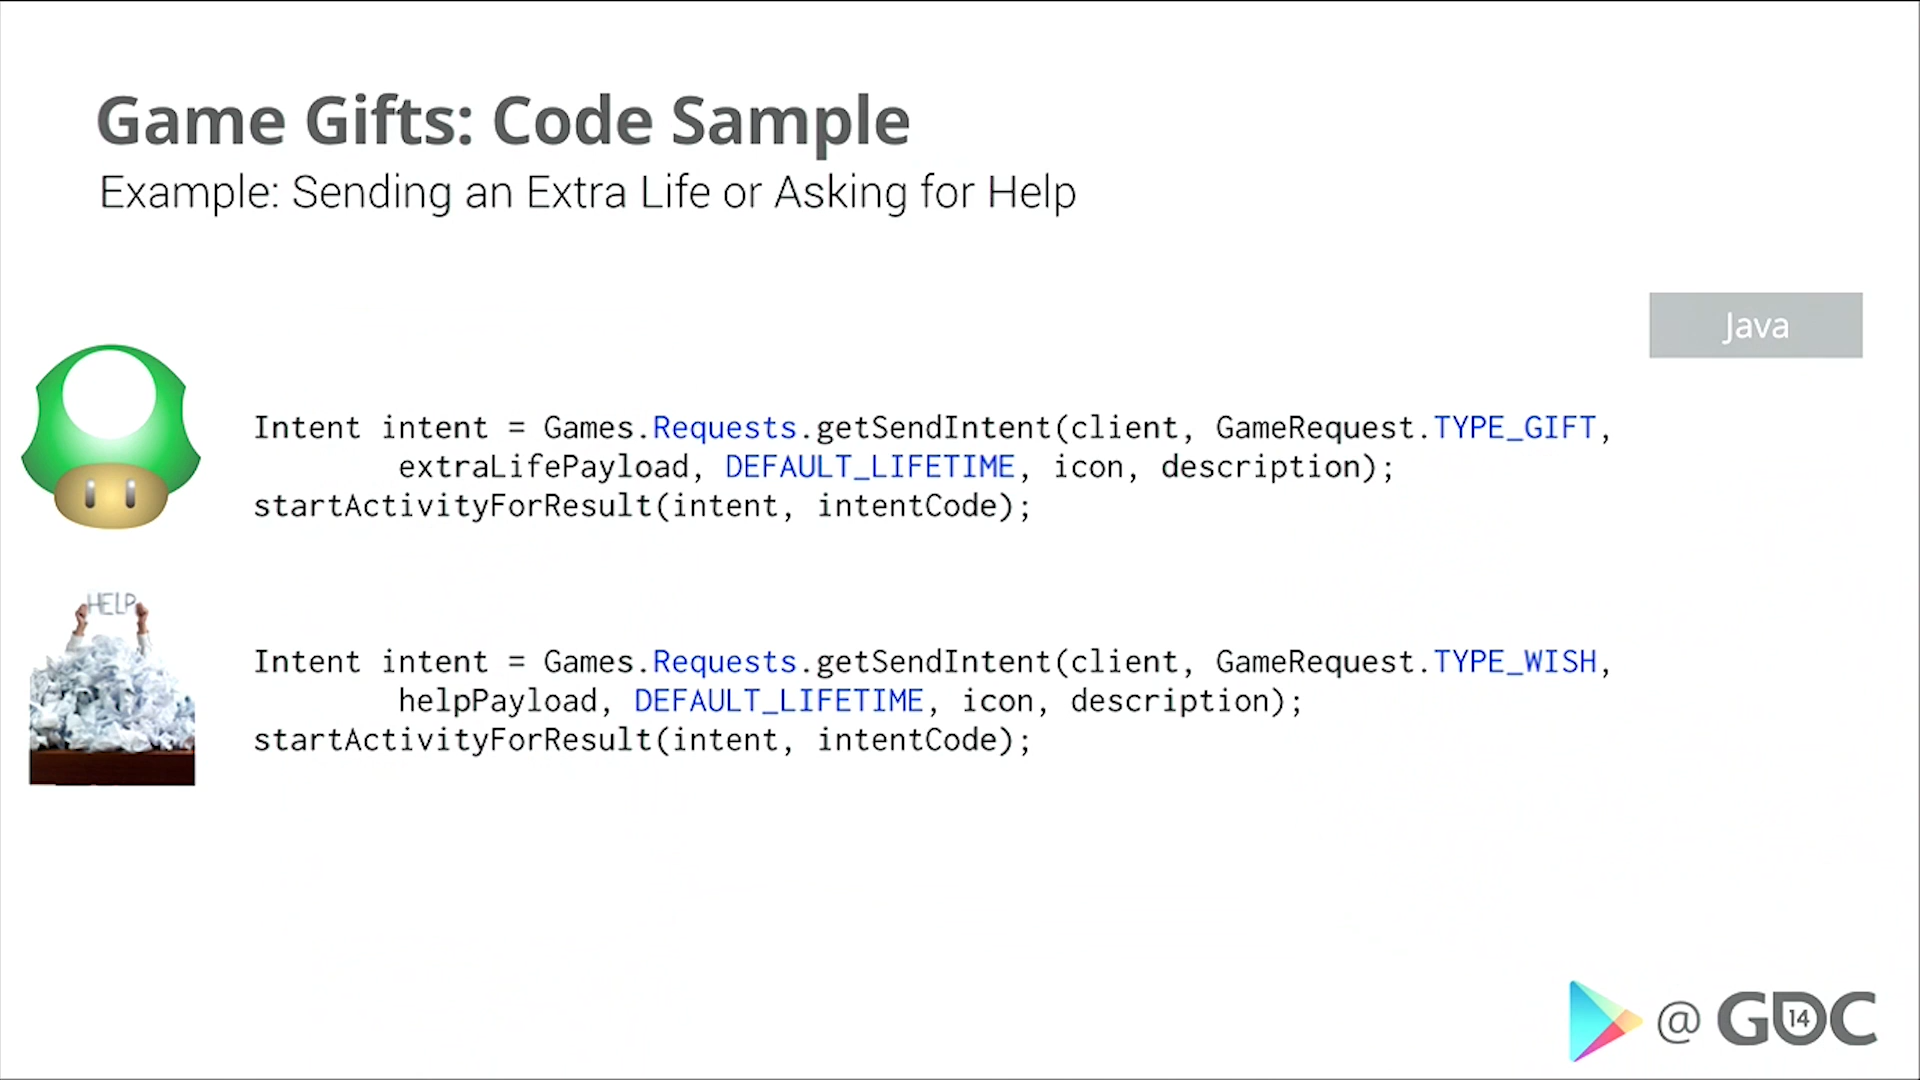 Game Gifts: Code Sample
Example: Sending an Extra Life or Asking for Help
Java
Intent intent = Games.Requests.getSendIntent(client, GameRequest.TYPE_GIFT,
extraLifePayload, DEFAULT_LIFETIME, icon, description);
startActivityForResult(intent, intentCode);
HELP
Intent intent = Games.Requests.getSendIntent(client, GameRequest.TYPE_WISH,
helpPayload, DEFAULT_LIFETIME, icon, description);
startActivityForResult(intent, intentCode);
@ GDC 14